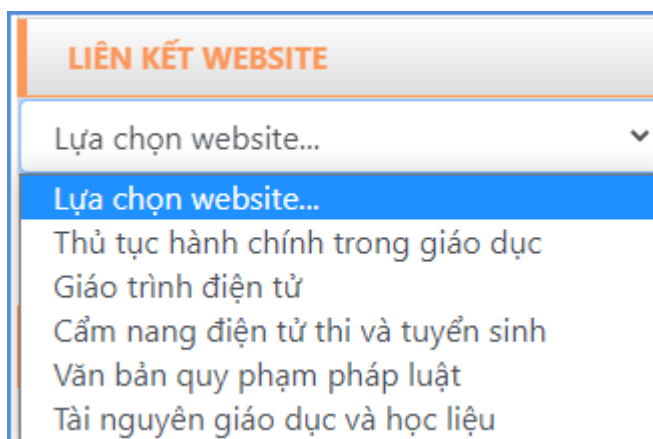 LIÊN KẾT WEBSITE
Lựa chọn website...
Lựa chọn website...
Thủ tục hành chính trong giáo dục
Giáo trình điện tử
Cẩm nang điện tử thi và tuyển sinh
Văn bản quy phạm pháp luật
Tài nguyên giáo dục và học liệu